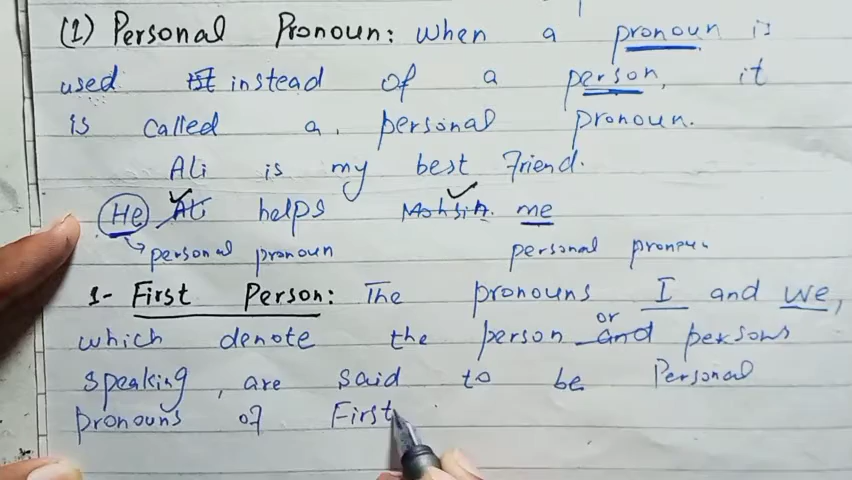 (1) Personal Pronoun: when a pronoun is
used instead of a person, it
is called a personal pronoun.
Ali is my best Friend.
He Ali helps Mohsin. me
personal pronoun personal pronoun
1- First Person: The pronouns I and we,
which denote the person and or persons
speaking, are said to be Personal
pronouns of First